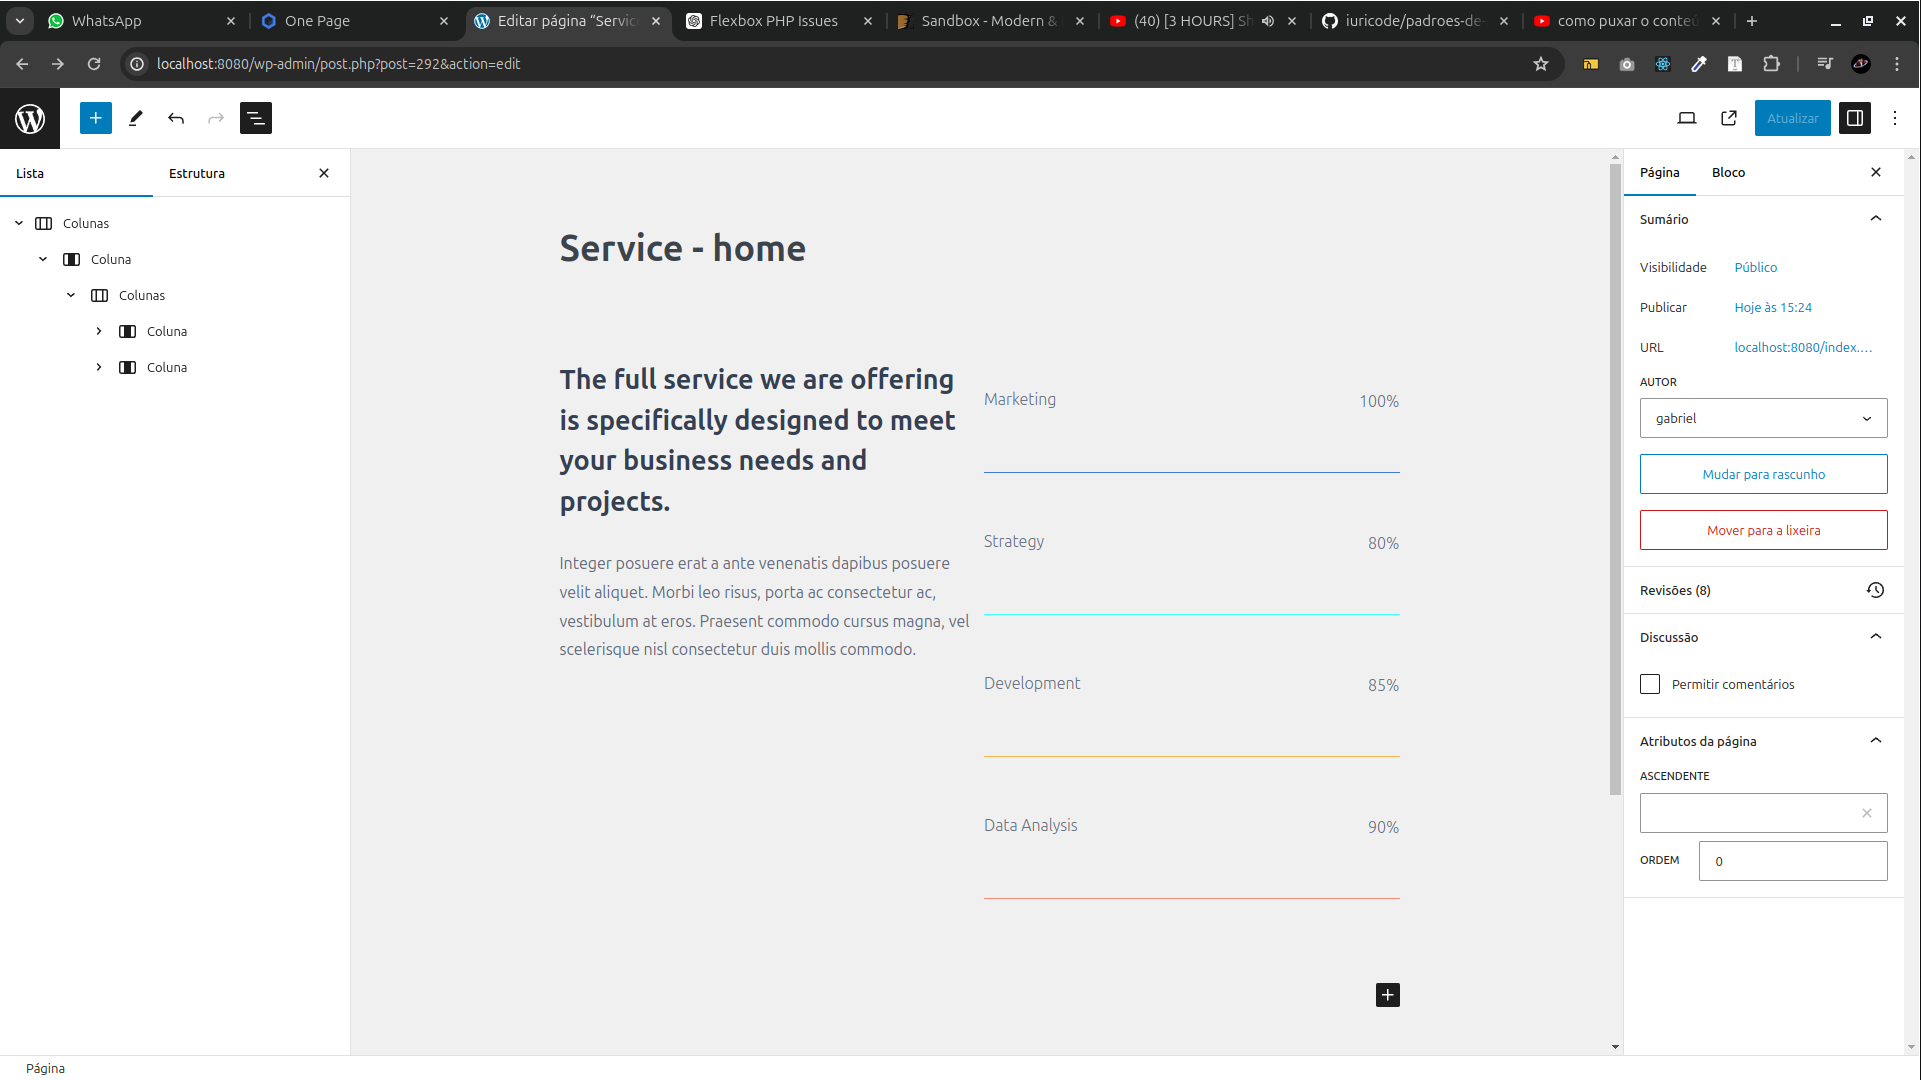 WhatsApp
One Page
Editar página “Servic
Flexbox PHP Issues
Sandbox - Modern &
(40) [3 HOURS] Sh
iuricode/padroes-de-
como puxar o conteú
localhost:8080/wp-admin/post.php?post=292&action=edit
Atualizar
Lista
Estrutura
Colunas
Coluna
Colunas
Coluna
Coluna
Service - home
The full service we are offering
is specifically designed to meet
your business needs and
projects.
Integer posuere erat a ante venenatis dapibus posuere
velit aliquet. Morbi leo risus, porta ac consectetur ac,
vestibulum at eros. Praesent commodo cursus magna, vel
scelerisque nisl consectetur duis mollis commodo.
Marketing 100%
Strategy 80%
Development 85%
Data Analysis 90%
Página
Bloco
Sumário
Visibilidade Público
Publicar Hoje às 15:24
URL localhost:8080/index.…
AUTOR
gabriel
Mudar para rascunho
Mover para a lixeira
Revisões (8)
Discussão
Permitir comentários
Atributos da página
ASCENDENTE
ORDEM 0
Página